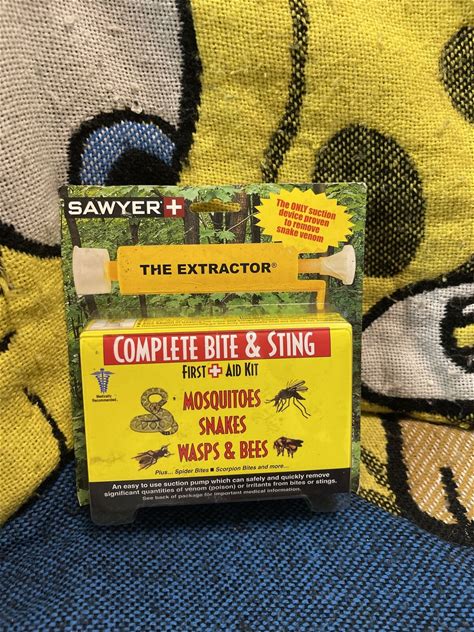 SAWYER
The ONLY suction
device proven
to remove
snake venom
THE EXTRACTOR®
COMPLETE BITE & STING
FIRST AID KIT
Medically
Recommended
MOSQUITOES
SNAKES
WASPS & BEES
Plus... Spider Bites ■ Scorpion Bites and more...
An easy to use suction pump which can safely and quickly remove
significant quantities of venom (poison) or irritants from bites or stings.
See back of package for important medical information.